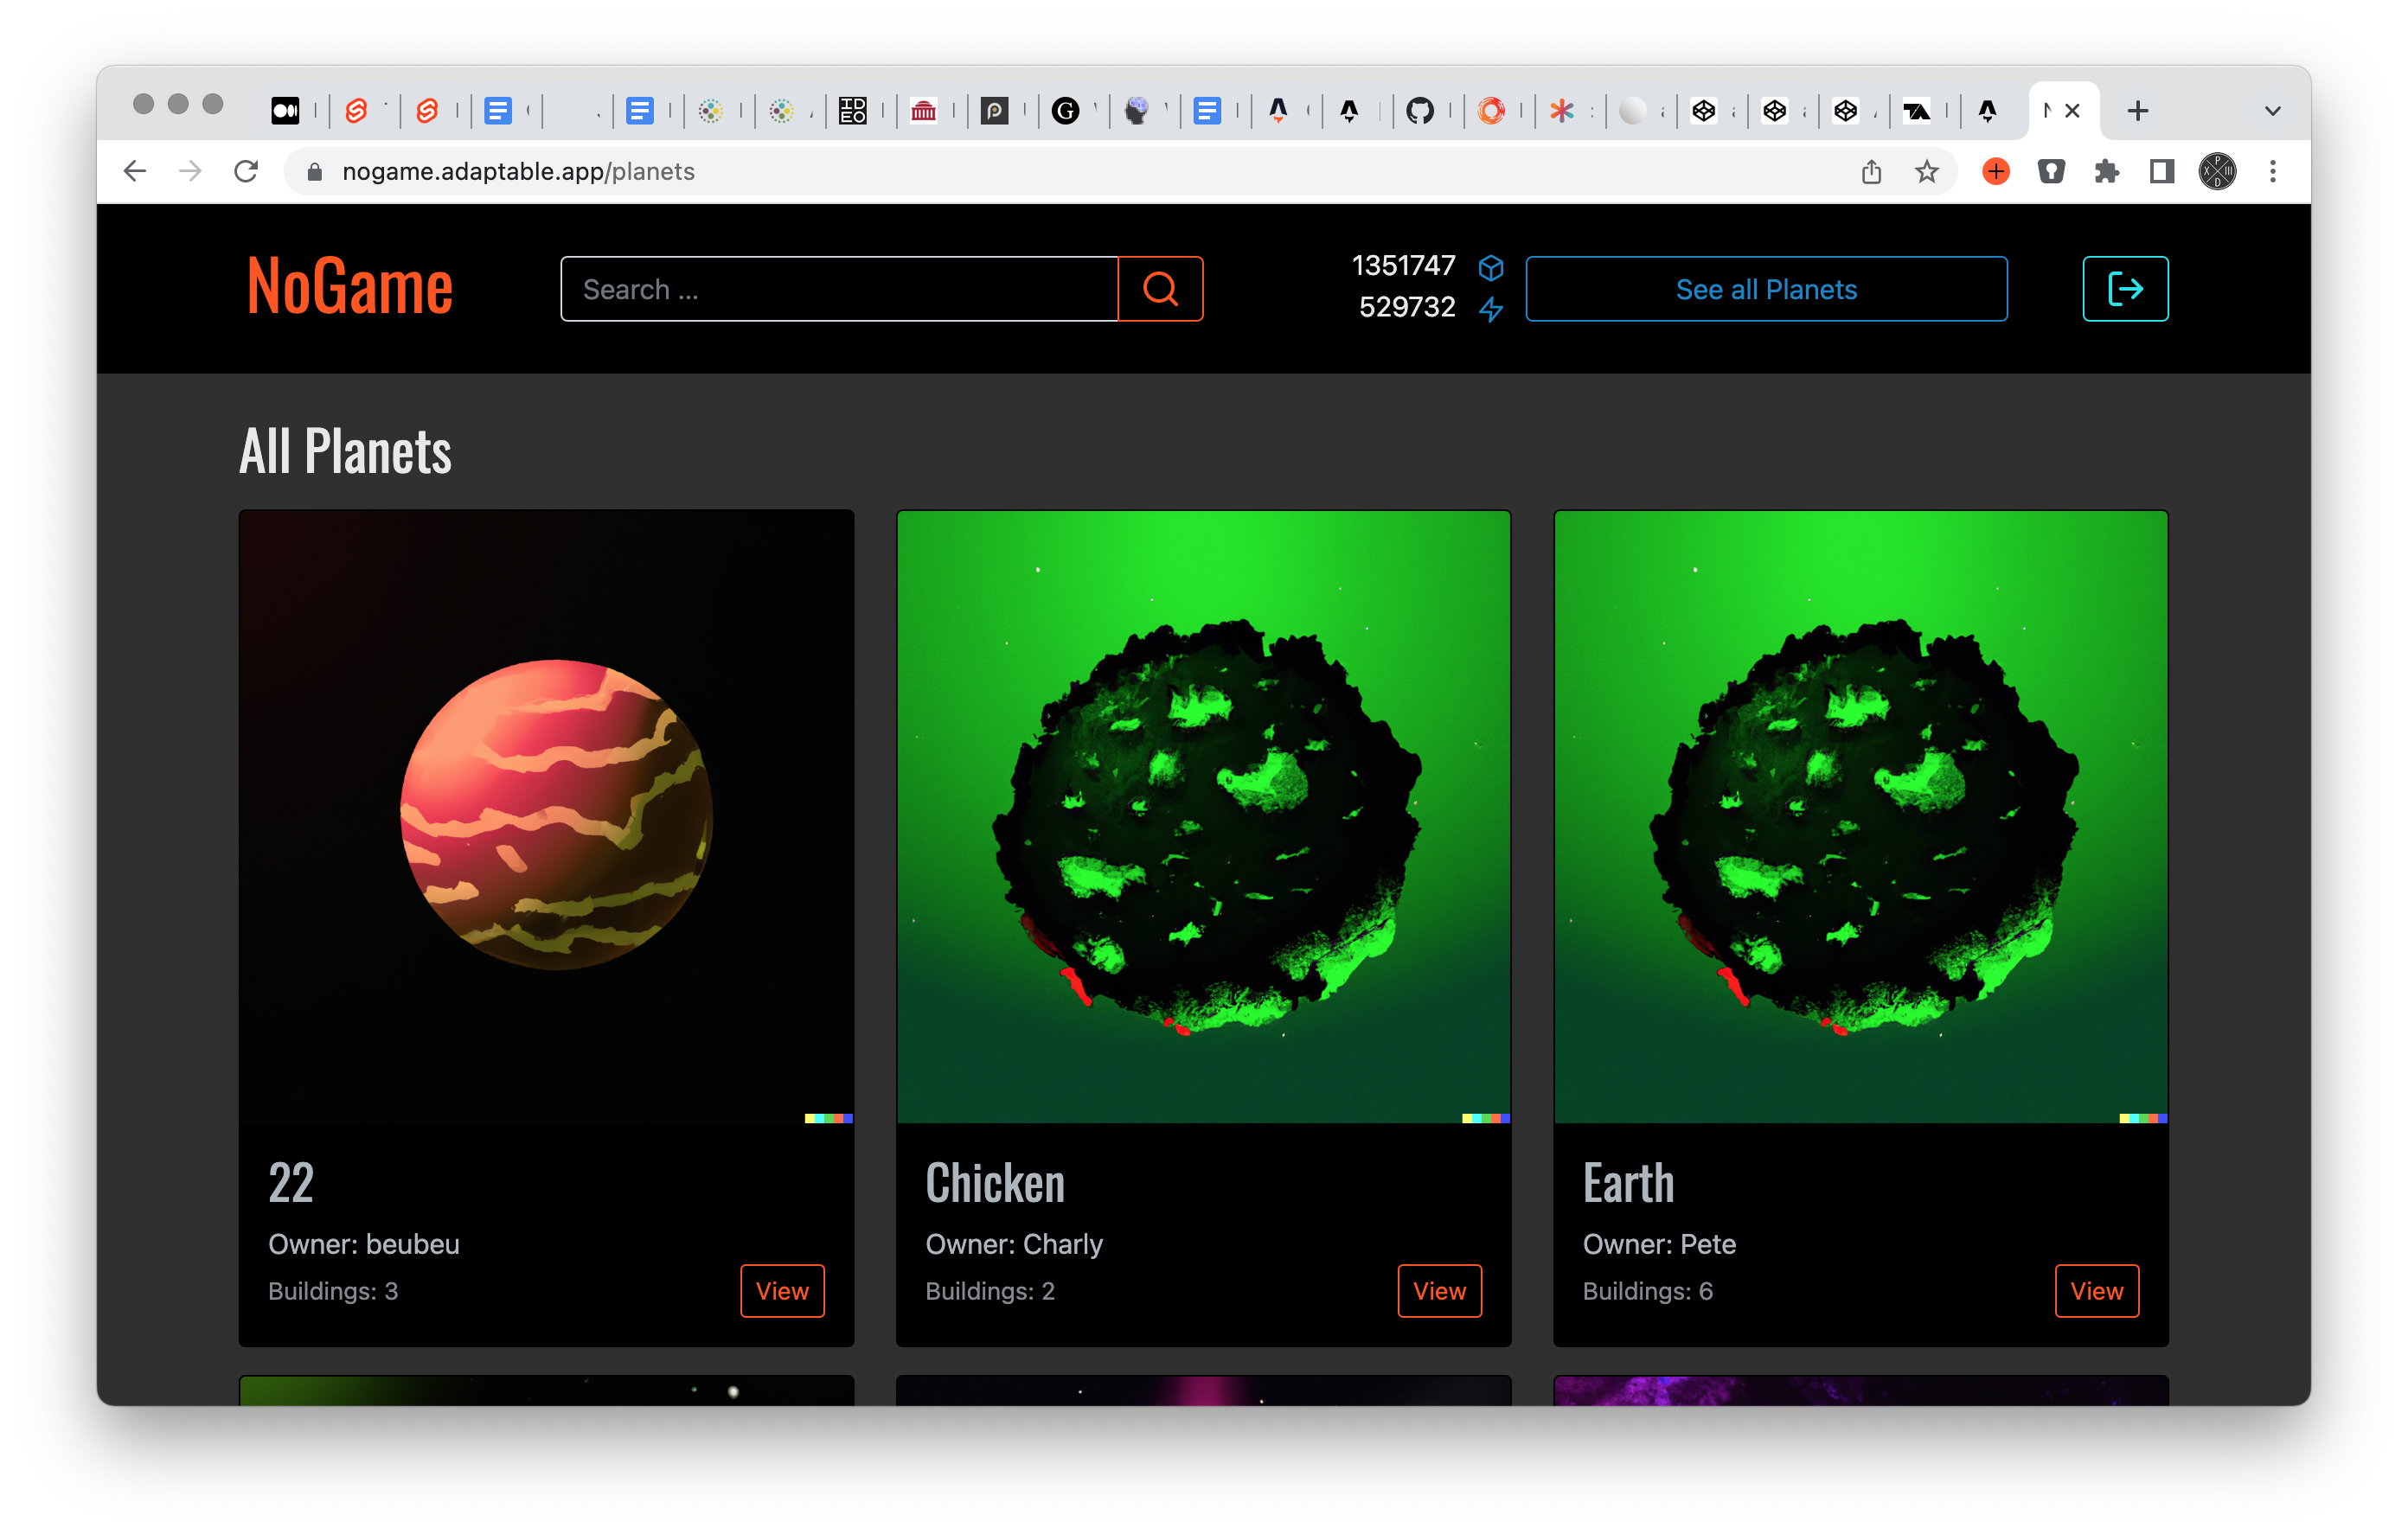 nogame.adaptable.app/planets
NoGame
Search ...
1351747
529732
See all Planets
All Planets
22
Owner: beubeu
Buildings: 3
View
Chicken
Owner: Charly
Buildings: 2
View
Earth
Owner: Pete
Buildings: 6
View